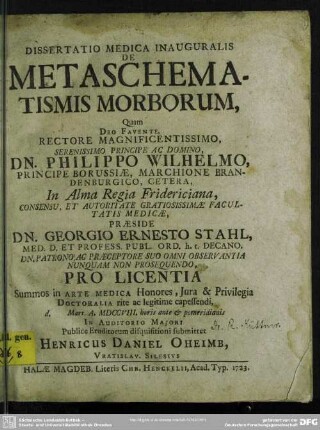 DISSERTATIO MEDICA INAUGURALIS
DE
METASCHEMA-
TISMIS MORBORUM,
Quam
DEO FAVENTE,
RECTORE MAGNIFICENTISSIMO,
SERENISSIMO PRINCIPE AC DOMINO,
DN. PHILIPPO WILHELMO,
PRINCIPE BORUSSIÆ, MARCHIONE BRAN-
DENBURGICO, CETERA,
In Alma Regia Fridericiana,
CONSENSU, ET AUTORITATE GRATIOSISSIMÆ FACUL-
TATIS MEDICÆ,
PRÆSIDE
DN. GEORGIO ERNESTO STAHL,
MED. D. ET PROFESS. PUBL. ORD. h. t. DECANO,
DN. PATRONO AC PRÆCEPTORE SUO OMNI OBSERVANTIA
NUNQUAM NON PROSEQUENDO,
PRO LICENTIA
Summos in ARTE MEDICA Honores, Jura & Privilegia
DOCTORALIA rite ac legitime capessendi,
d. Mart. A. MDCCVIII. horis ante & pomeridianis
IN AUDITORIO MAJORI
Publicæ Eruditorum disquisitioni submittet
HENRICUS DANIEL OHEIMB,
VRATISLAV. SILESIUS
HALÆ MAGDEB. Literis CHR. HENCKELII, Acad. Typ. 1723.